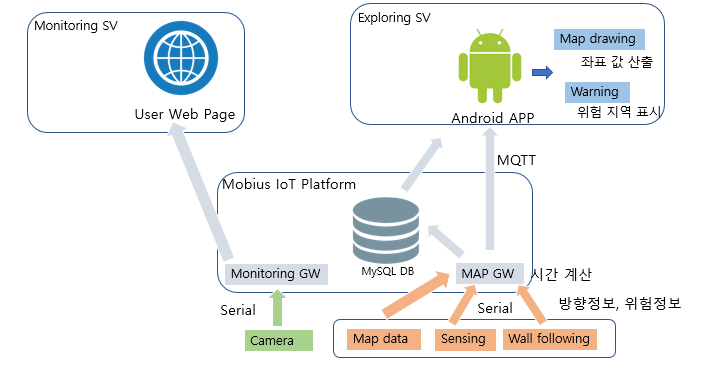 Monitoring SV
User Web Page
Exploring SV
Android APP
Map drawing
좌표 값 산출
Warning
위험 지역 표시
MQTT
Mobius IoT Platform
MySQL DB
Monitoring GW
MAP GW
시간 계산
Serial
Serial
방향정보, 위험정보
Camera
Map data
Sensing
Wall following